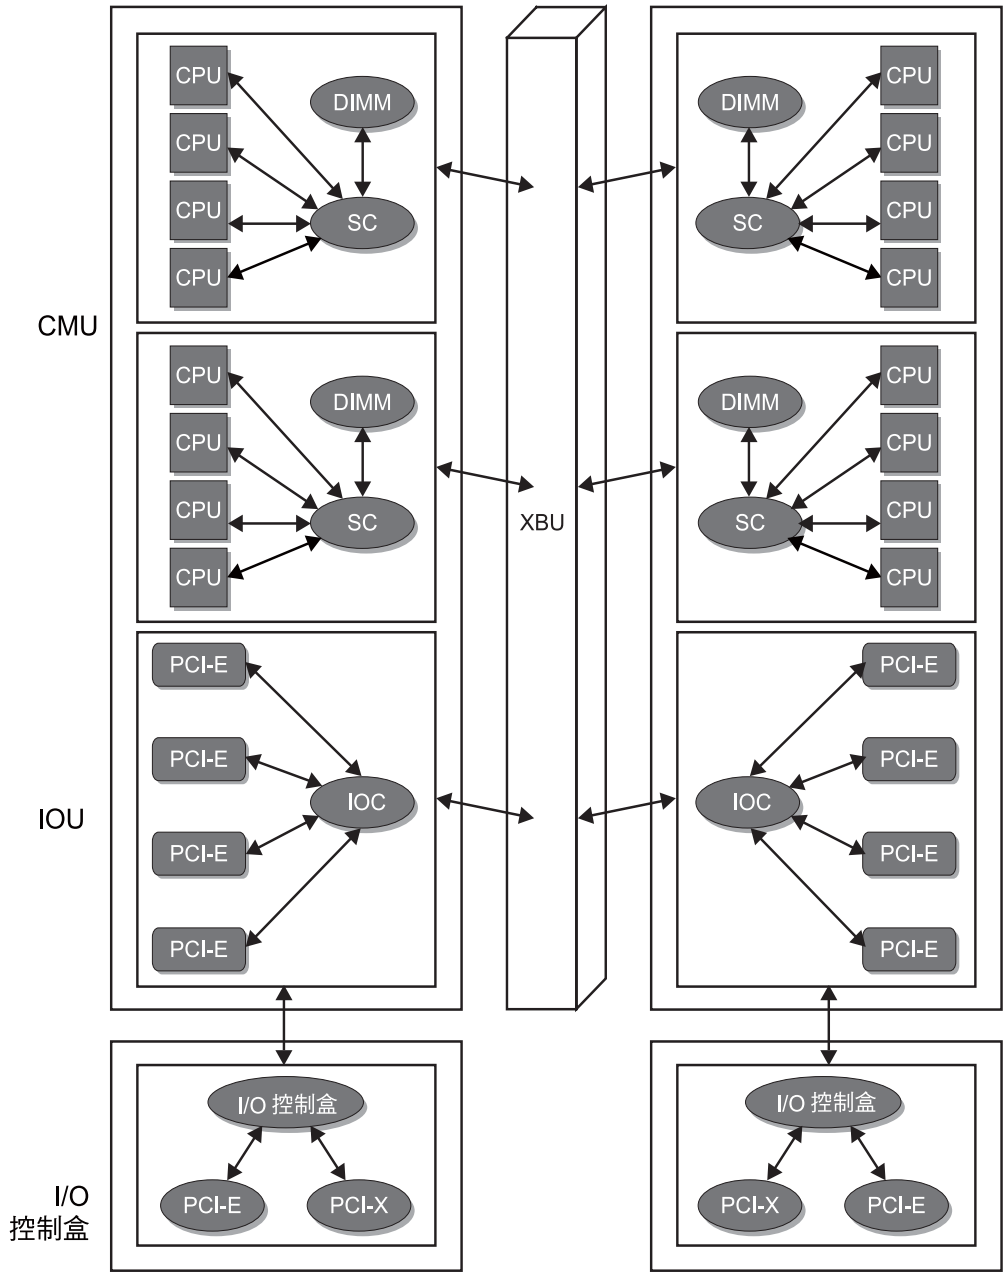 CMU
CPU
CPU
CPU
CPU
DIMM
SC
CPU
CPU
CPU
CPU
DIMM
SC
IOU
PCI-E
PCI-E
PCI-E
PCI-E
IOC
XBU
DIMM
SC
CPU
CPU
CPU
CPU
DIMM
SC
CPU
CPU
CPU
CPU
IOC
PCI-E
PCI-E
PCI-E
PCI-E
I/O
控制盒
I/O 控制盒
PCI-E
PCI-X
I/O 控制盒
PCI-X
PCI-E